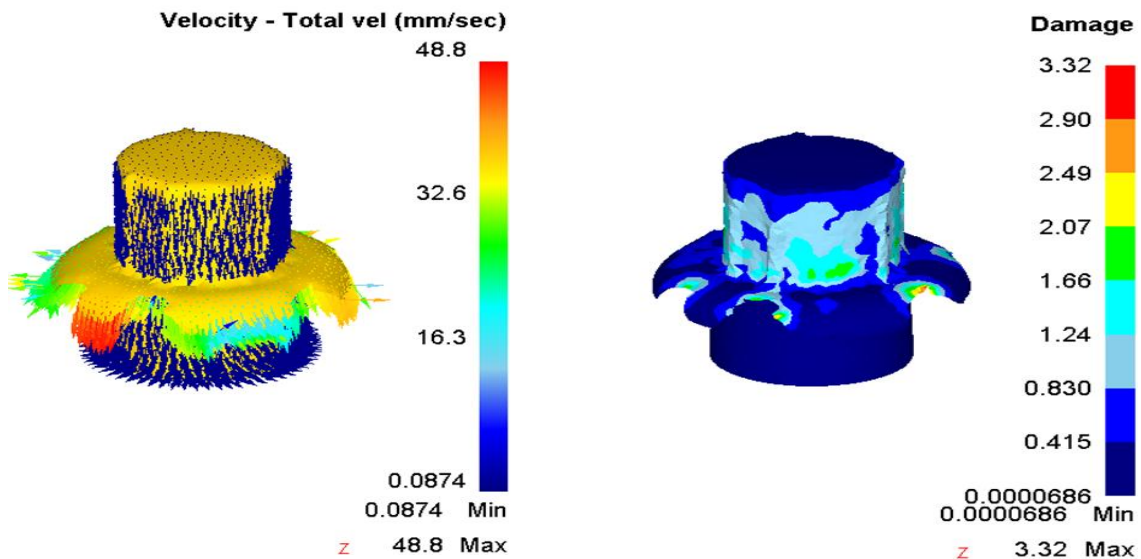 Velocity - Total vel (mm/sec)
48.8
32.6
16.3
0.0874
0.0874 Min
z 48.8 Max
Damage
3.32
2.90
2.49
2.07
1.66
1.24
0.830
0.415
0.0000686
0.0000686 Min
z 3.32 Max